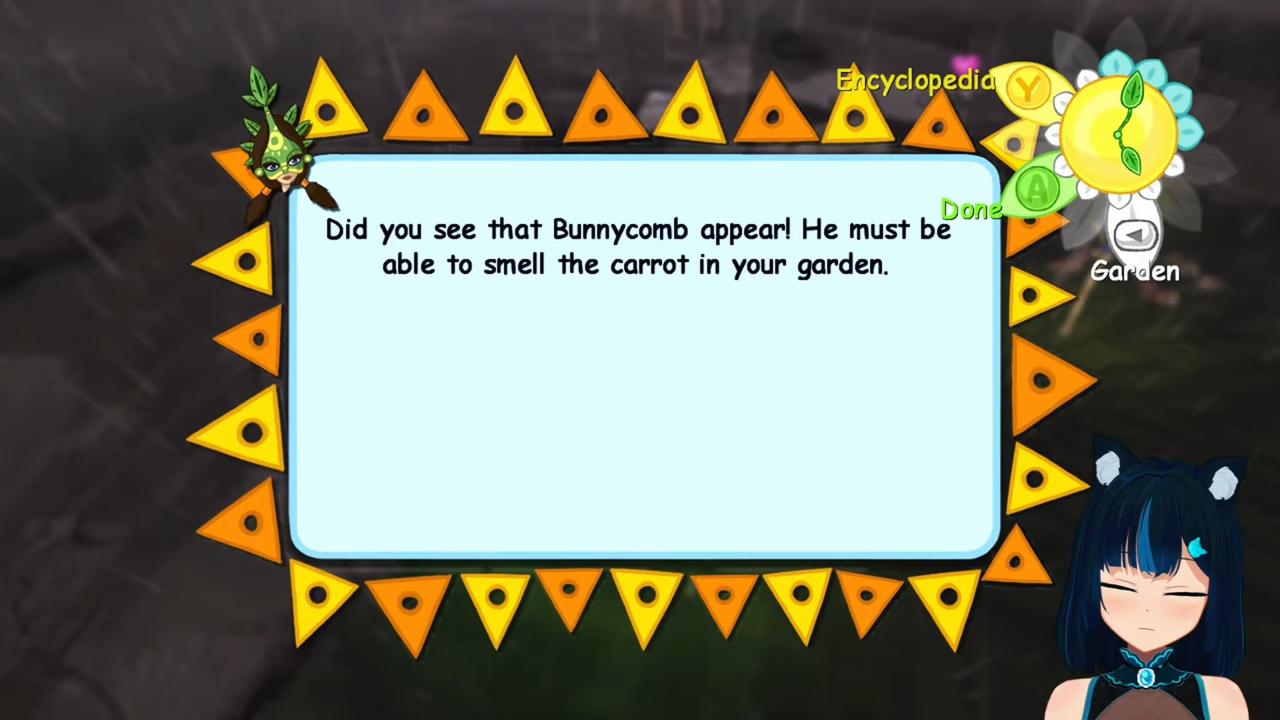 Encyclopedia
Y
A
Done
Garden
Did you see that Bunnycomb appear! He must be
able to smell the carrot in your garden.